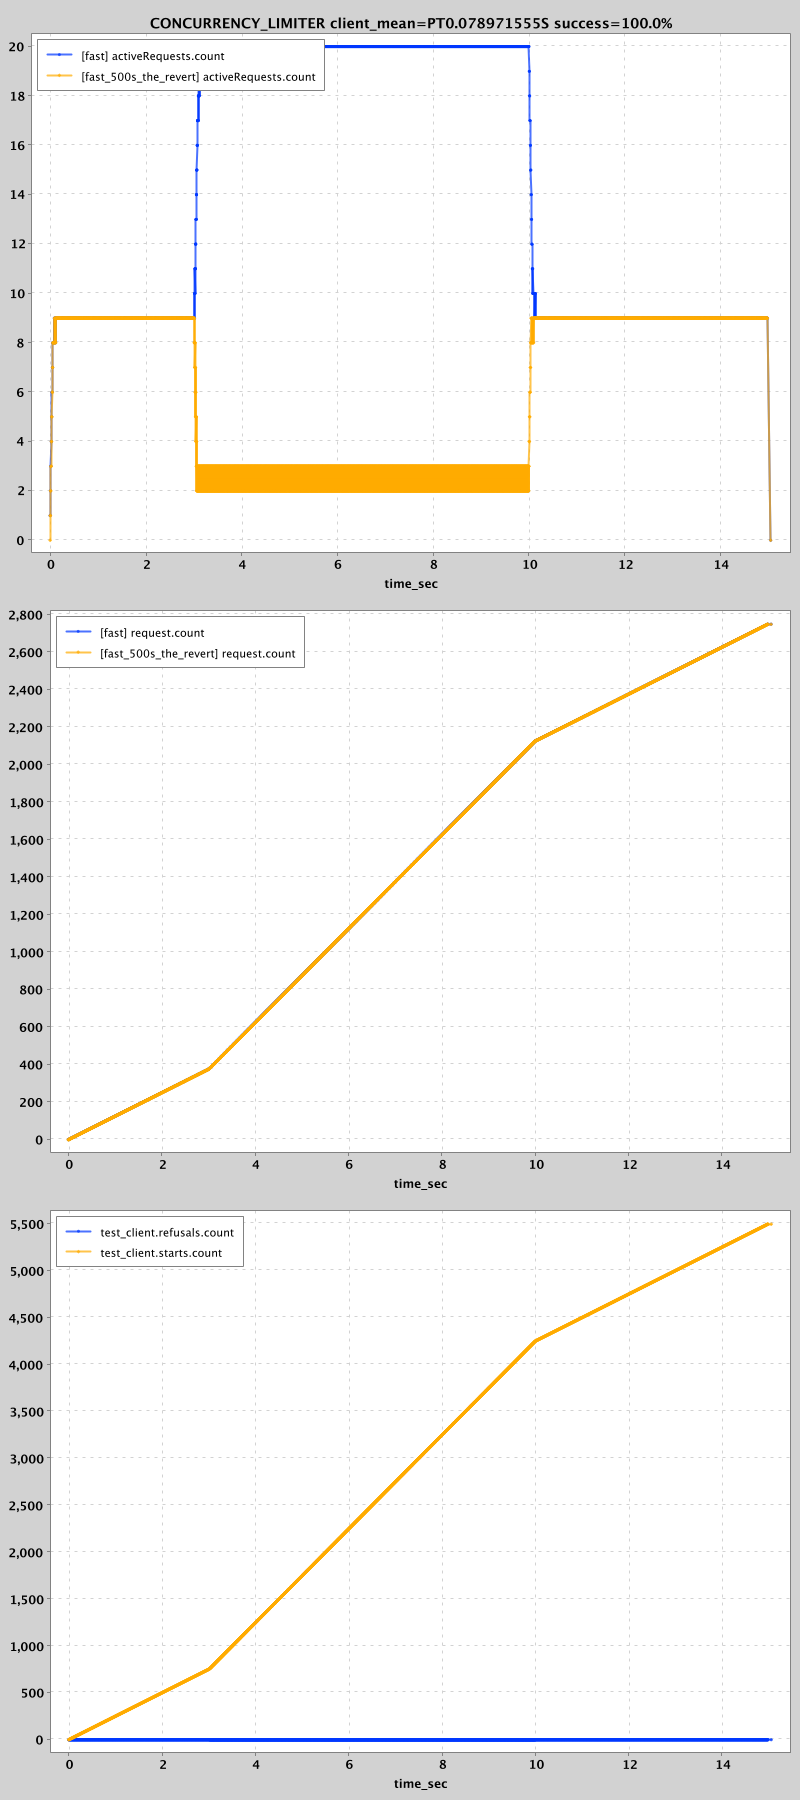 CONCURRENCY_LIMITER client_mean=PT0.078971555S success=100.0%
20
18
16
14
12
10
8
6
4
2
0
[fast] activeRequests.count
[fast_500s_the_revert] activeRequests.count
0 2 4 6 8 10 12 14
time_sec
2,800
2,600
2,400
2,200
2,000
1,800
1,600
1,400
1,200
1,000
800
600
400
200
0
[fast] request.count
[fast_500s_the_revert] request.count
0 2 4 6 8 10 12 14
time_sec
5,500
5,000
4,500
4,000
3,500
3,000
2,500
2,000
1,500
1,000
500
0
test_client.refusals.count
test_client.starts.count
0 2 4 6 8 10 12 14
time_sec